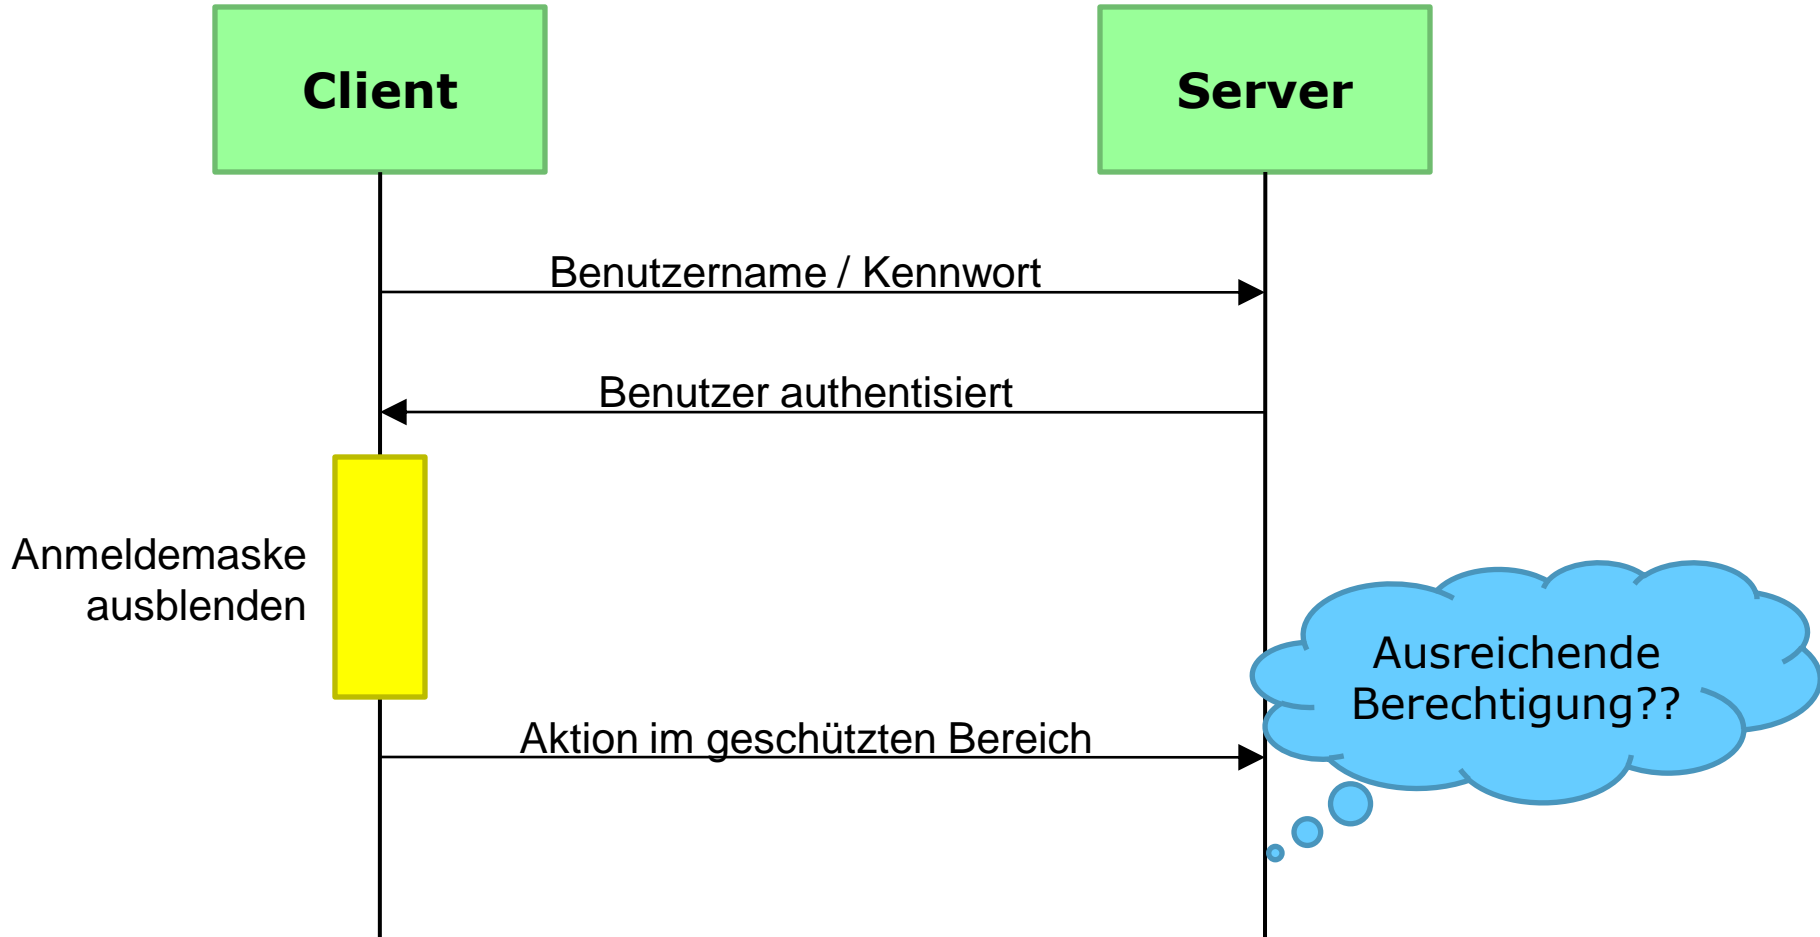 Client
Server
Benutzername / Kennwort
Benutzer authentisiert
Anmeldemaske
ausblenden
Ausreichende
Berechtigung??
Aktion im geschützten Bereich